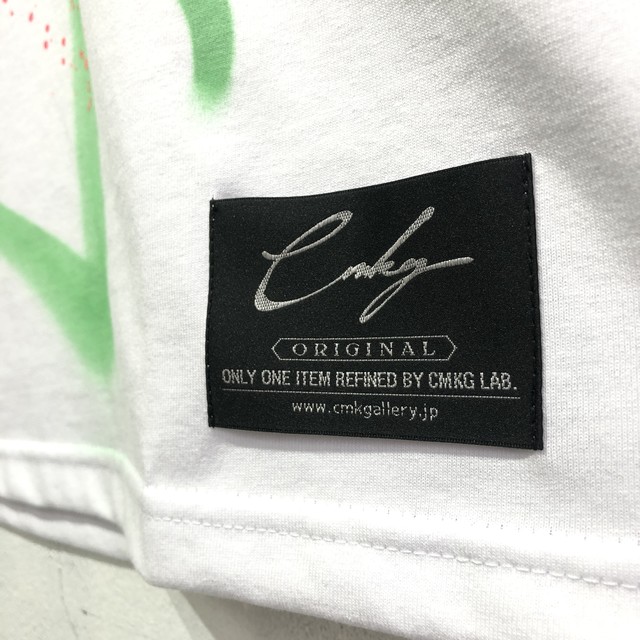 Cmkg
ORIGINAL
ONLY ONE ITEM REFINED BY CMKG LAB.
www.cmkgallery.jp